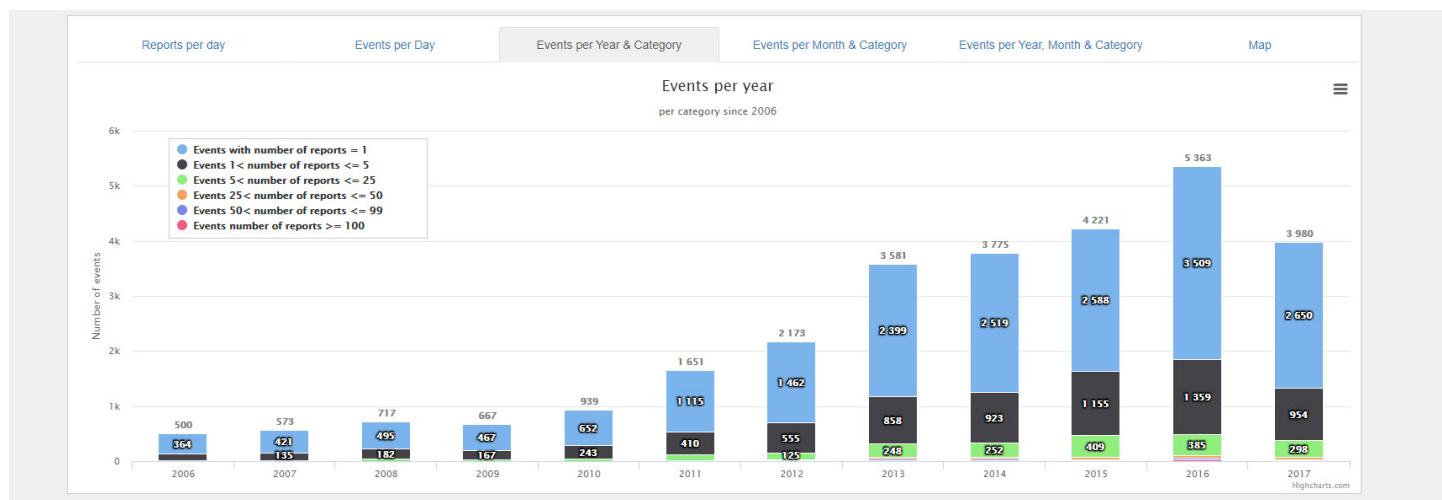 Reports per day
Events per Day
Events per Year & Category
Events per Month & Category
Events per Year, Month & Category
Map
Events per year
per category since 2006
Number of events
6k
5k
4k
3k
2k
1k
0
Events with number of reports = 1
Events 1< number of reports <= 5
Events 5< number of reports <= 25
Events 25< number of reports <= 50
Events 50< number of reports <= 99
Events number of reports >= 100
500
364
573
421
135
717
495
182
667
467
167
939
652
243
1 651
1 115
410
2 173
1 462
555
125
3 581
2 399
858
248
3 775
2 519
923
252
4 221
2 588
1 155
409
5 363
3 509
1 359
385
3 980
2 650
954
298
2006
2007
2008
2009
2010
2011
2012
2013
2014
2015
2016
2017
Highcharts.com